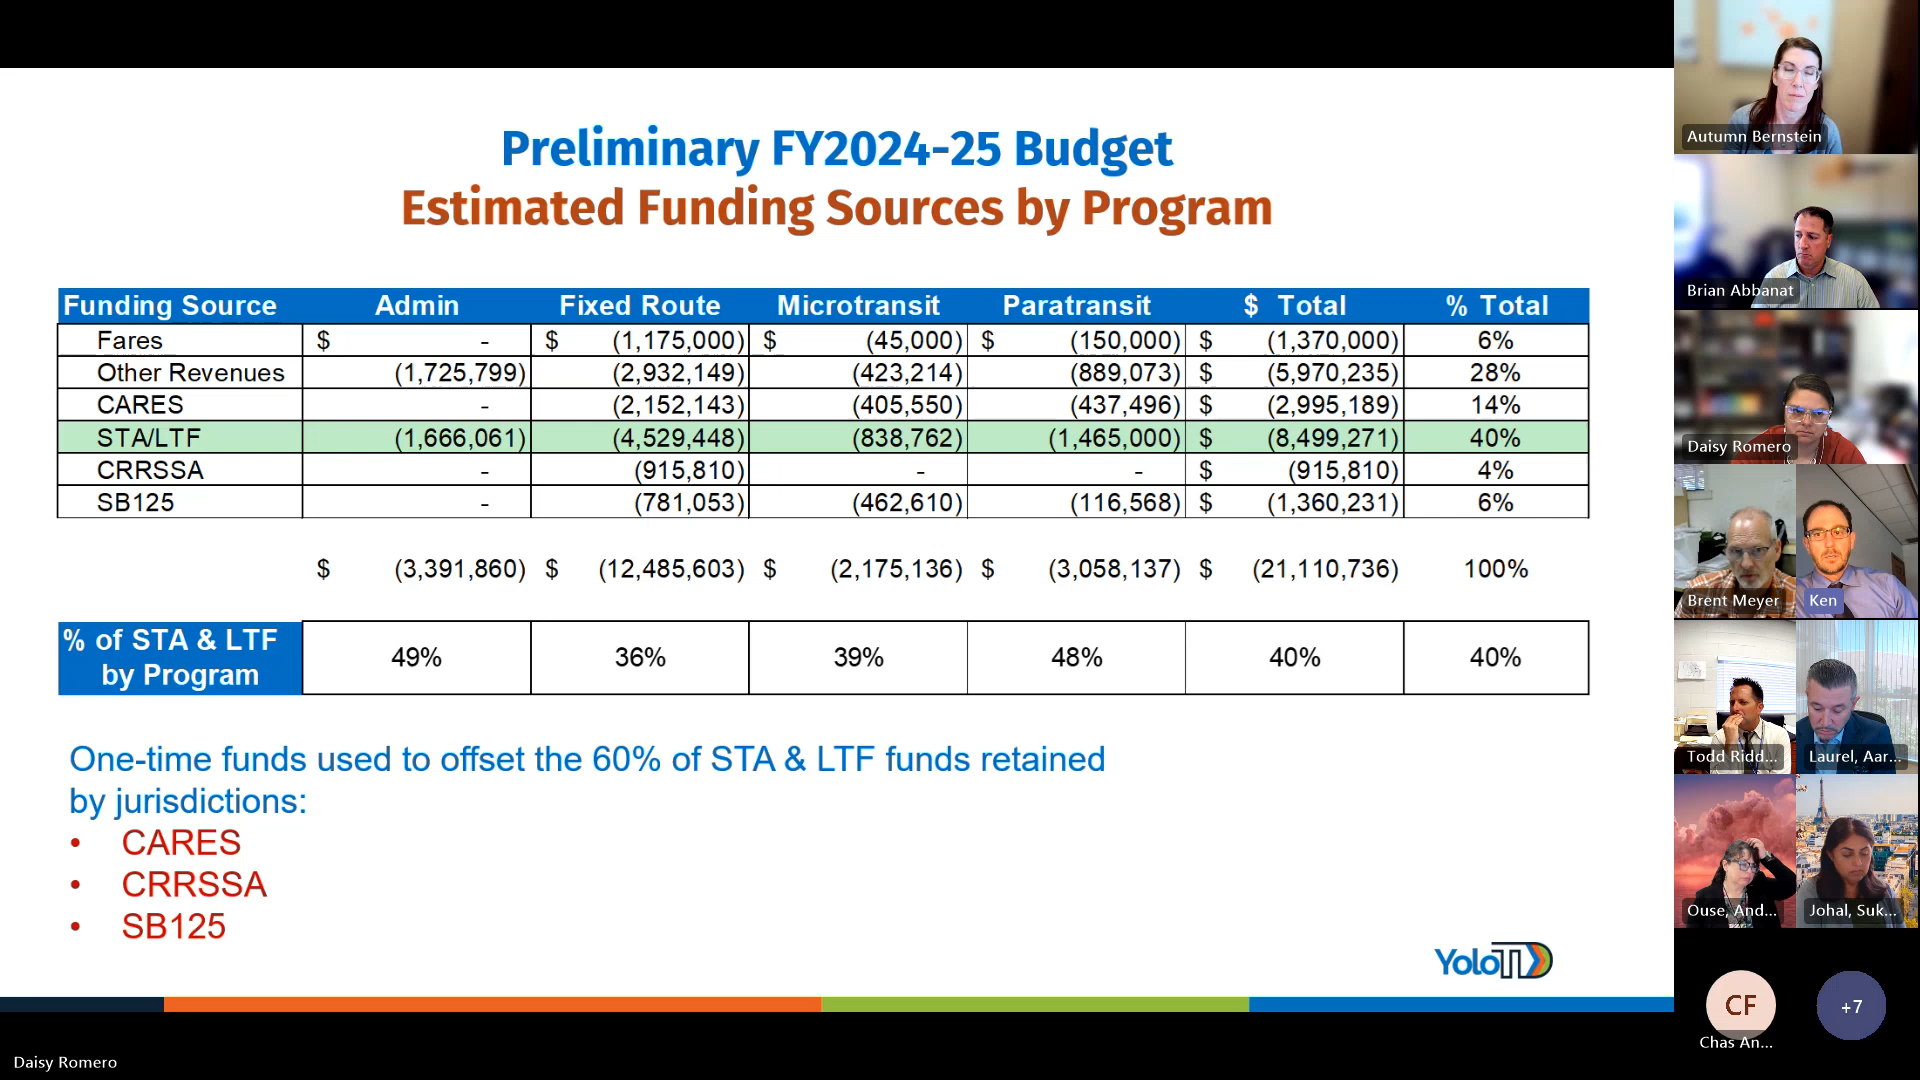 Preliminary FY2024-25 Budget
Estimated Funding Sources by Program
Funding Source Admin Fixed Route Microtransit Paratransit $ Total % Total
Fares $ - $ (1,175,000) $ (45,000) $ (150,000) $ (1,370,000) 6%
Other Revenues (1,725,799) (2,932,149) (423,214) (889,073) $ (5,970,235) 28%
CARES - (2,152,143) (405,550) (437,496) $ (2,995,189) 14%
STA/LTF (1,666,061) (4,529,448) (838,762) (1,465,000) $ (8,499,271) 40%
CRRSSA - (915,810) - - $ (915,810) 4%
SB125 - (781,053) (462,610) (116,568) $ (1,360,231) 6%
$ (3,391,860) $ (12,485,603) $ (2,175,136) $ (3,058,137) $ (21,110,736) 100%
% of STA & LTF
by Program 49% 36% 39% 48% 40% 40%
One-time funds used to offset the 60% of STA & LTF funds retained
by jurisdictions:
• CARES
• CRRSSA
• SB125
YoloTD
Daisy Romero
Autumn Bernstein
Brian Abbanat
Daisy Romero
Brent Meyer
Ken
Todd Ridd...
Laurel, Aar...
Ouse, And...
Johal, Suk...
CF
Chas An...
+7